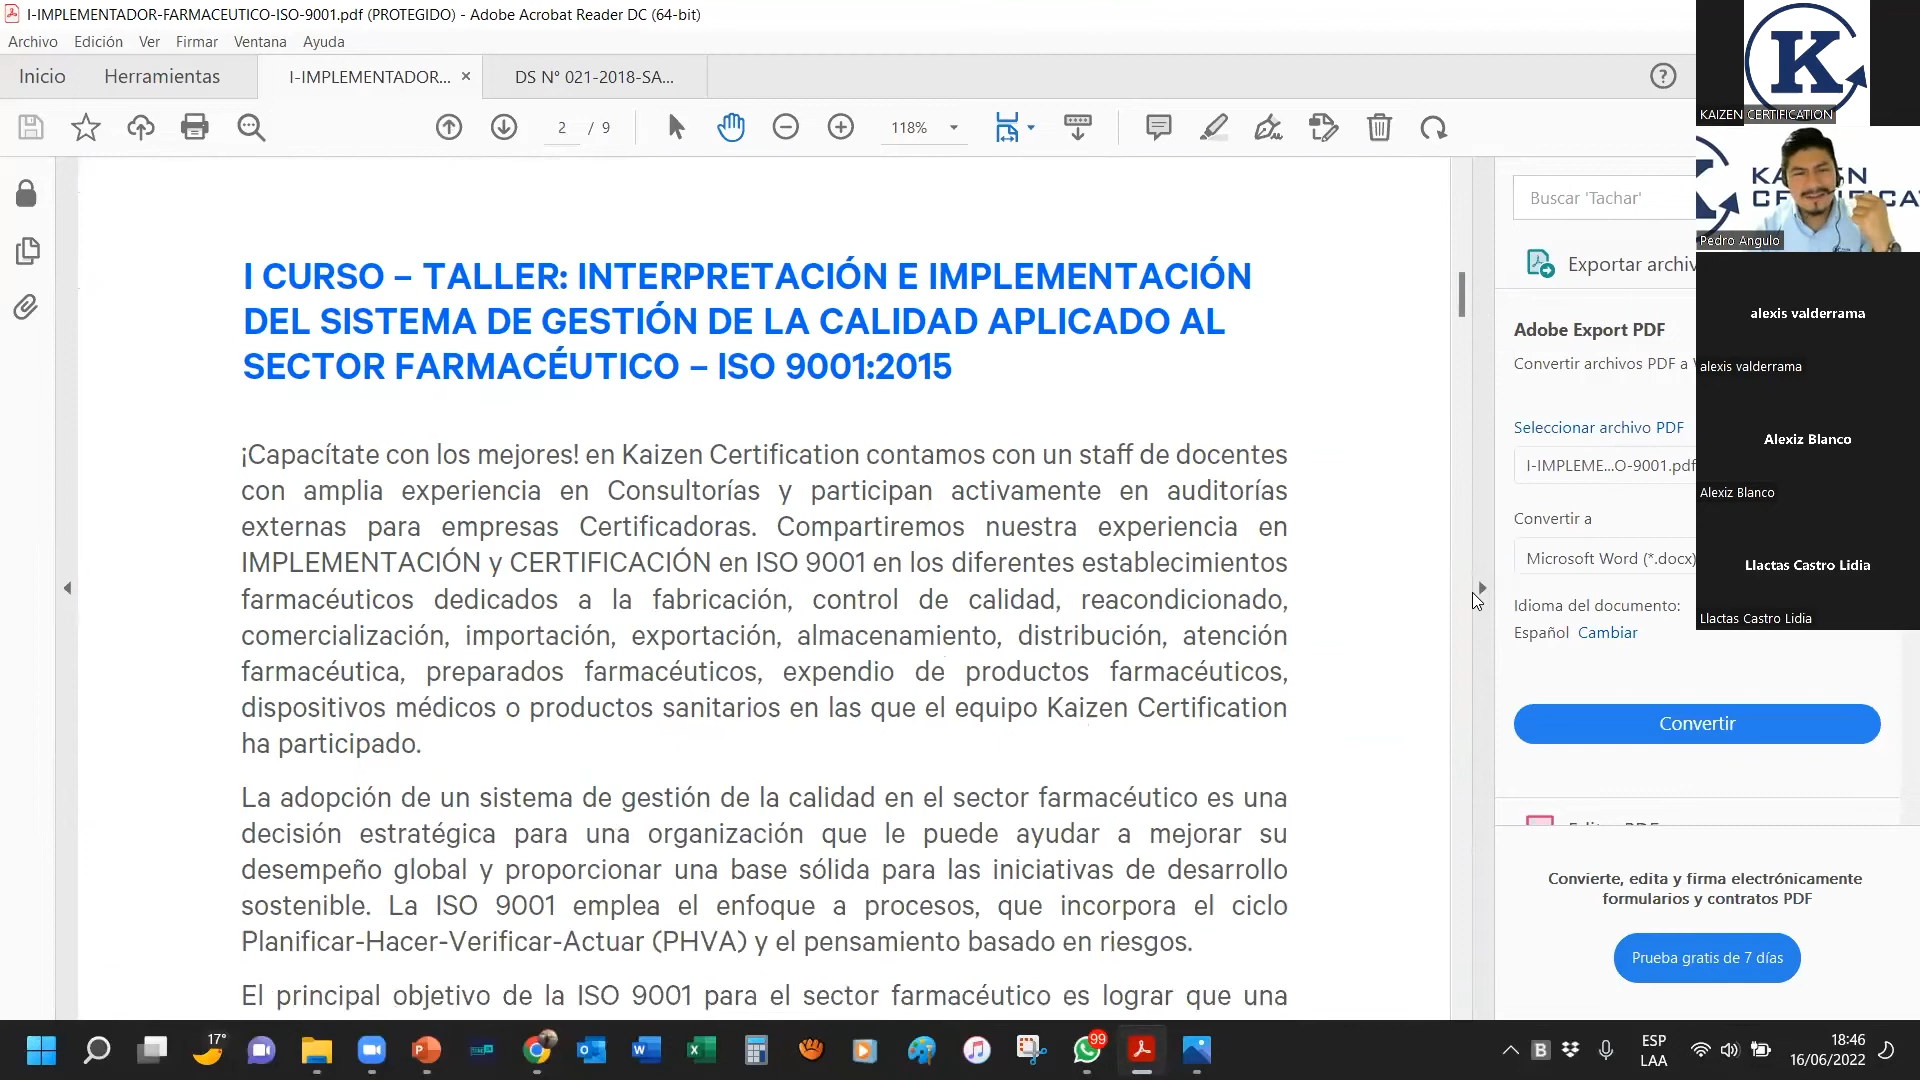 I-IMPLEMENTADOR-FARMACEUTICO-ISO-9001.pdf (PROTEGIDO) - Adobe Acrobat Reader DC (64-bit)
Archivo Edición Ver Firmar Ventana Ayuda
Inicio Herramientas I-IMPLEMENTADOR... × DS N° 021-2018-SA...
2 / 9 118%
I CURSO – TALLER: INTERPRETACIÓN E IMPLEMENTACIÓN
DEL SISTEMA DE GESTIÓN DE LA CALIDAD APLICADO AL
SECTOR FARMACÉUTICO – ISO 9001:2015
¡Capacítate con los mejores! en Kaizen Certification contamos con un staff de docentes
con amplia experiencia en Consultorías y participan activamente en auditorías
externas para empresas Certificadoras. Compartiremos nuestra experiencia en
IMPLEMENTACIÓN y CERTIFICACIÓN en ISO 9001 en los diferentes establecimientos
farmacéuticos dedicados a la fabricación, control de calidad, reacondicionado,
comercialización, importación, exportación, almacenamiento, distribución, atención
farmacéutica, preparados farmacéuticos, expendio de productos farmacéuticos,
dispositivos médicos o productos sanitarios en las que el equipo Kaizen Certification
ha participado.
La adopción de un sistema de gestión de la calidad en el sector farmacéutico es una
decisión estratégica para una organización que le puede ayudar a mejorar su
desempeño global y proporcionar una base sólida para las iniciativas de desarrollo
sostenible. La ISO 9001 emplea el enfoque a procesos, que incorpora el ciclo
Planificar-Hacer-Verificar-Actuar (PHVA) y el pensamiento basado en riesgos.
El principal objetivo de la ISO 9001 para el sector farmacéutico es lograr que una
Buscar 'Tachar'
Exportar archiv
Adobe Export PDF
Convertir archivos PDF a
Seleccionar archivo PDF
I-IMPLEME...O-9001.pdf
Convertir a
Microsoft Word (*.docx)
Idioma del documento:
Español Cambiar
Convertir
Convierte, edita y firma electrónicamente
formularios y contratos PDF
Prueba gratis de 7 días
K
KAIZEN CERTIFICATION
Pedro Angulo
alexis valderrama
alexis valderrama
Alexiz Blanco
Alexiz Blanco
Llactas Castro Lidia
Llactas Castro Lidia
17° 99
ESP
LAA
18:46
16/06/2022